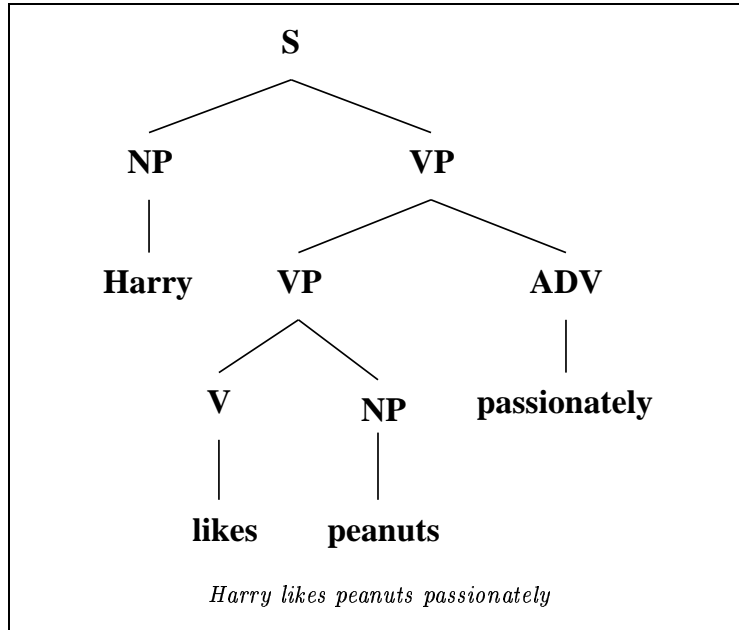 S
NP VP
Harry VP ADV
V NP passionately
likes peanuts
Harry likes peanuts passionately